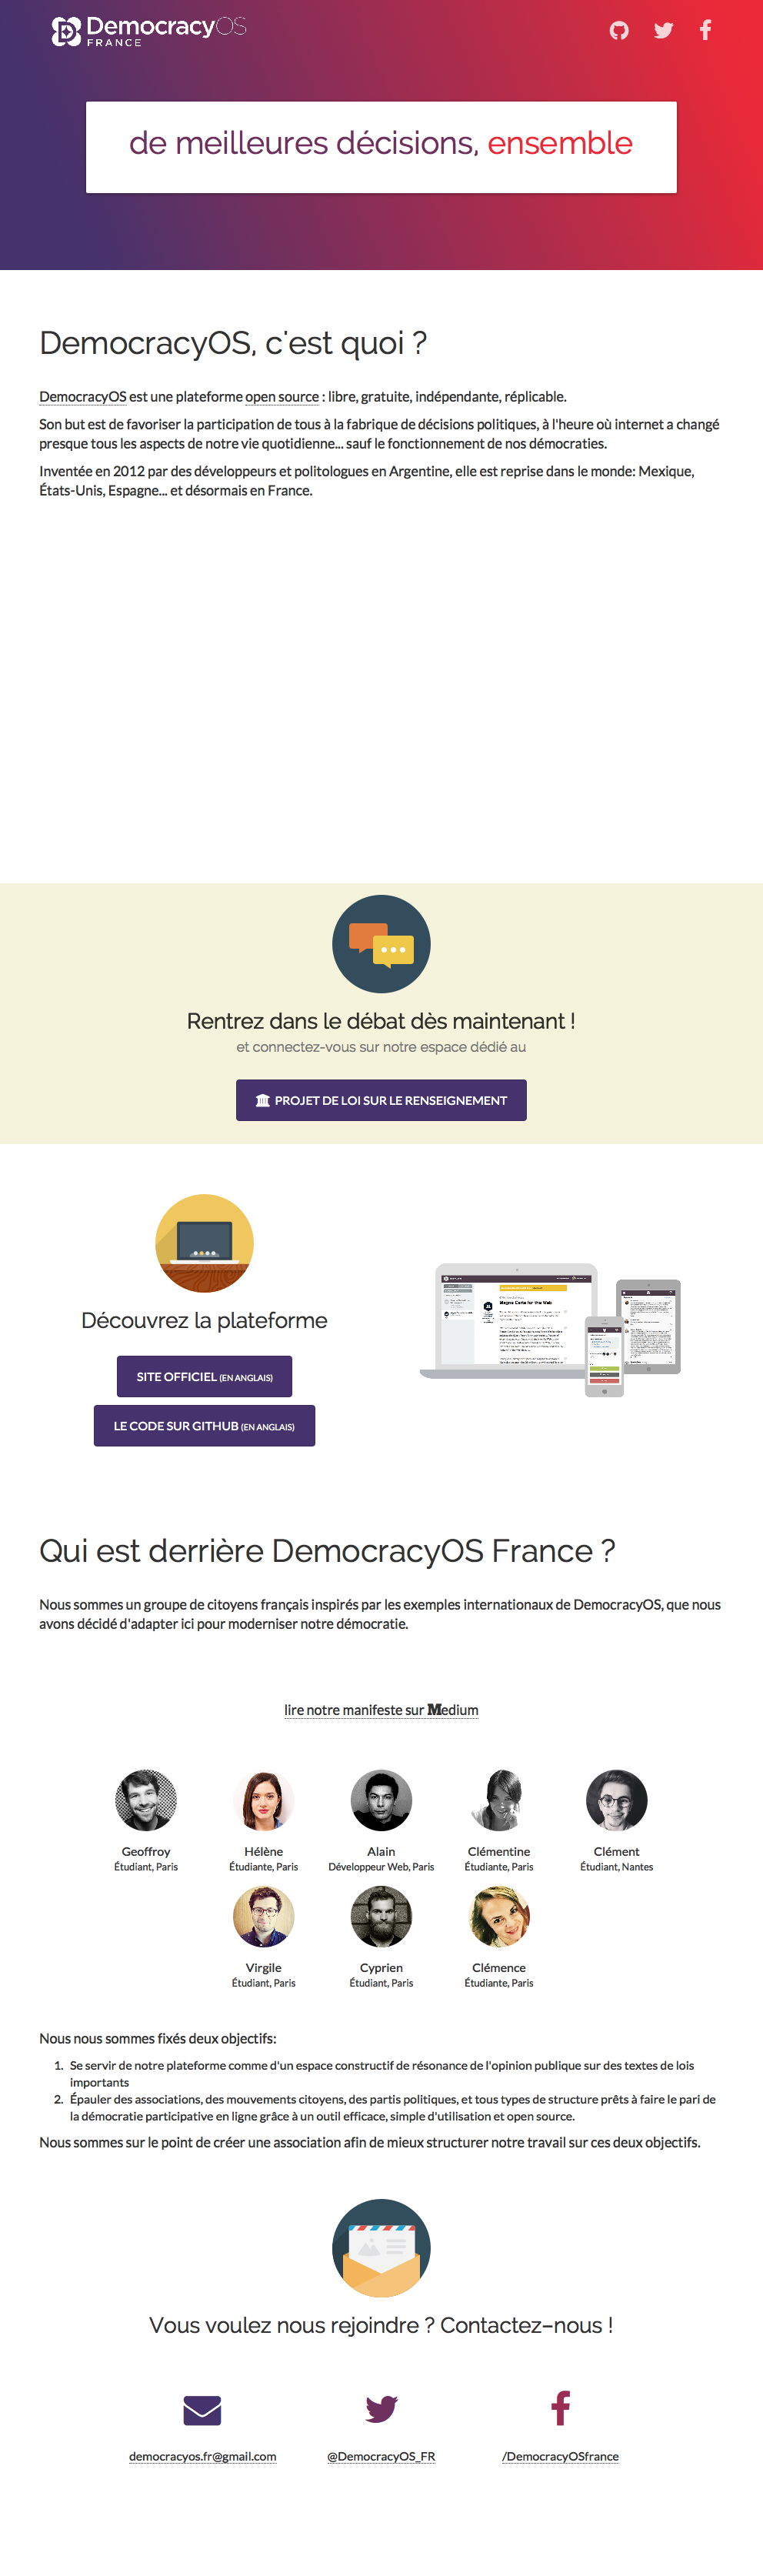 DemocracyOS
FRANCE
de meilleures décisions, ensemble
DemocracyOS, c'est quoi ?
DemocracyOS est une plateforme open source : libre, gratuite, indépendante, réplicable.
Son but est de favoriser la participation de tous à la fabrique de décisions politiques, à l'heure où internet a changé
presque tous les aspects de notre vie quotidienne... sauf le fonctionnement de nos démocraties.
Inventée en 2012 par des développeurs et politologues en Argentine, elle est reprise dans le monde: Mexique,
États-Unis, Espagne... et désormais en France.
Rentrez dans le débat dès maintenant !
et connectez-vous sur notre espace dédié au
PROJET DE LOI SUR LE RENSEIGNEMENT
Découvrez la plateforme
SITE OFFICIEL (EN ANGLAIS)
LE CODE SUR GITHUB (EN ANGLAIS)
Magna Carta for the Web
Qui est derrière DemocracyOS France ?
Nous sommes un groupe de citoyens français inspirés par les exemples internationaux de DemocracyOS, que nous
avons décidé d'adapter ici pour moderniser notre démocratie.
lire notre manifeste sur Medium
Geoffroy
Étudiant, Paris
Hélène
Étudiante, Paris
Alain
Développeur Web, Paris
Clémentine
Étudiante, Paris
Clément
Étudiant, Nantes
Virgile
Étudiant, Paris
Cyprien
Étudiant, Paris
Clémence
Étudiante, Paris
Nous nous sommes fixés deux objectifs:
1. Se servir de notre plateforme comme d'un espace constructif de résonance de l'opinion publique sur des textes de lois
importants
2. Épauler des associations, des mouvements citoyens, des partis politiques, et tous types de structure prêts à faire le pari de
la démocratie participative en ligne grâce à un outil efficace, simple d'utilisation et open source.
Nous sommes sur le point de créer une association afin de mieux structurer notre travail sur ces deux objectifs.
Vous voulez nous rejoindre ? Contactez-nous !
democracyos.fr@gmail.com
@DemocracyOS_FR
/DemocracyOSfrance